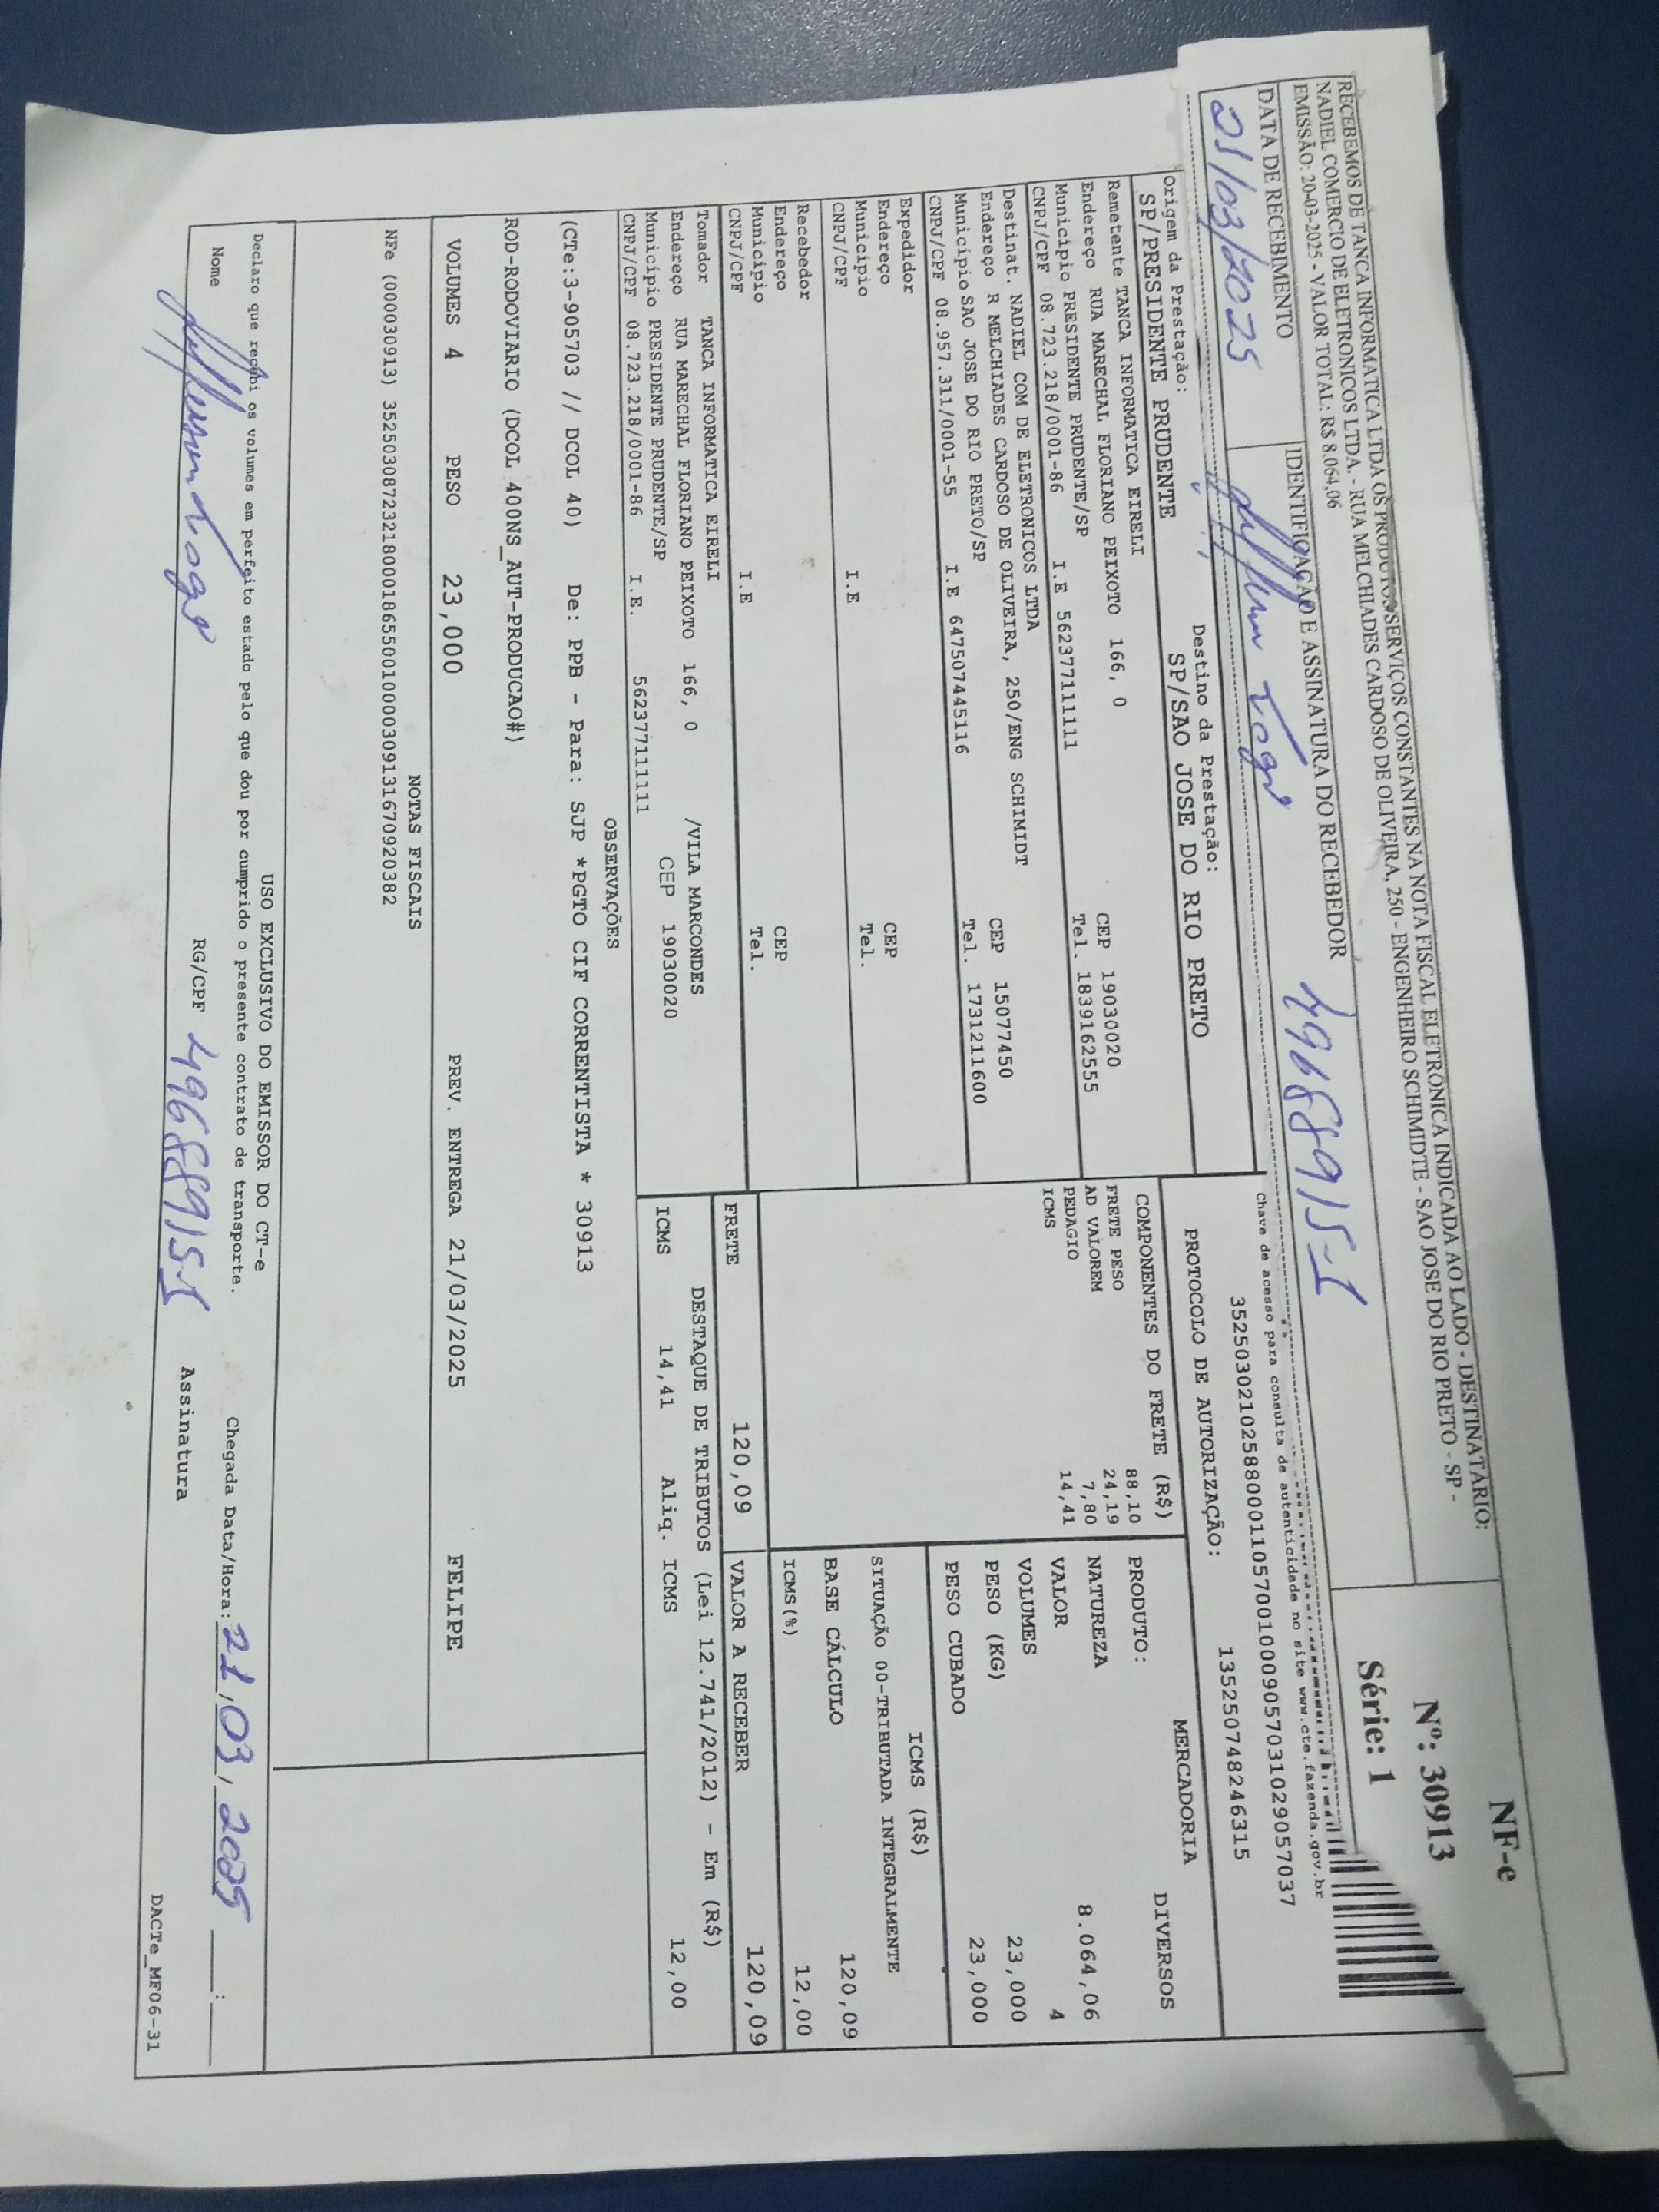 RECEBEMOS DE TANCA INFORMATICA LTDA OS PRODUTOS/SERVIÇOS CONSTANTES NA NOTA FISCAL ELETRÔNICA INDICADA AO LADO - DESTINATÁRIO:
NADIEL COMERCIO DE ELETRONICOS LTDA. - RUA MELCHIADES CARDOSO DE OLIVEIRA, 250 - ENGENHEIRO SCHIMIDTE - SAO JOSE DO RIO PRETO - SP -
EMISSÃO: 20-03-2025 - VALOR TOTAL: R$ 8.064,06
NF-e
Nº: 30913
Série: 1
DATA DE RECEBIMENTO
IDENTIFICAÇÃO E ASSINATURA DO RECEBEDOR
21/03/2025
49688915-1
Chave de acesso para consulta de autenticidade no site www.cte.fazenda.gov.br
35250302102588000110570010009057031029057037
Origem da Prestação:
SP/PRESIDENTE PRUDENTE
Destino da Prestação:
SP/SAO JOSE DO RIO PRETO
PROTOCOLO DE AUTORIZAÇÃO:
135250748246315
Remetente TANCA INFORMATICA EIRELI
Endereço RUA MARECHAL FLORIANO PEIXOTO 166, 0
CEP 19030020
Município PRESIDENTE PRUDENTE/SP
Tel. 1839162555
CNPJ/CPF 08.723.218/0001-86
I.E 562377111111
Destinat. NADIEL COM DE ELETRONICOS LTDA
Endereço R MELCHIADES CARDOSO DE OLIVEIRA, 250/ENG SCHIMIDT
CEP 15077450
Município SAO JOSE DO RIO PRETO/SP
Tel. 1731211600
CNPJ/CPF 08.957.311/0001-55
I.E 647507445116
Expedidor
Endereço
CEP
Município
Tel.
CNPJ/CPF
I.E
Recebedor
Endereço
CEP
Município
Tel.
CNPJ/CPF
I.E
Tomador TANCA INFORMATICA EIRELI
Endereço RUA MARECHAL FLORIANO PEIXOTO 166, 0
/VILA MARCONDES
Município PRESIDENTE PRUDENTE/SP
CEP 19030020
CNPJ/CPF 08.723.218/0001-86
I.E. 562377111111
COMPONENTES DO FRETE (R$)
FRETE PESO 88,10
AD VALOREM 24,19
PEDAGIO 7,80
ICMS 14,41
MERCADORIA
PRODUTO: DIVERSOS
NATUREZA
VALOR 8.064,06
VOLUMES 4
PESO (KG) 23,000
PESO CUBADO 23,000
ICMS (R$)
SITUAÇÃO 00-TRIBUTADA INTEGRALMENTE
BASE CÁLCULO 120,09
ICMS(%) 12,00
FRETE 120,09
VALOR A RECEBER 120,09
DESTAQUE DE TRIBUTOS (Lei 12.741/2012) - Em (R$)
ICMS 14,41 Aliq. ICMS 12,00
OBSERVAÇÕES
(CTe:3-905703 // DCOL 40) De: PPB - Para: SJP *PGTO CIF CORRENTISTA * 30913
ROD-RODOVIARIO (DCOL 400NS_AUT-PRODUCAO#)
VOLUMES 4 PESO 23,000 PREV. ENTREGA 21/03/2025 FELIPE
NOTAS FISCAIS
NFe (000030913) 35250308723218000186550010000309131670920382
USO EXCLUSIVO DO EMISSOR DO CT-e
Declaro que recebi os volumes em perfeito estado pelo que dou por cumprido o presente contrato de transporte.
Chegada Data/Hora: 21/03/2025 __:__
Nome
RG/CPF 49688915-1
Assinatura
DACTe_MF06-31